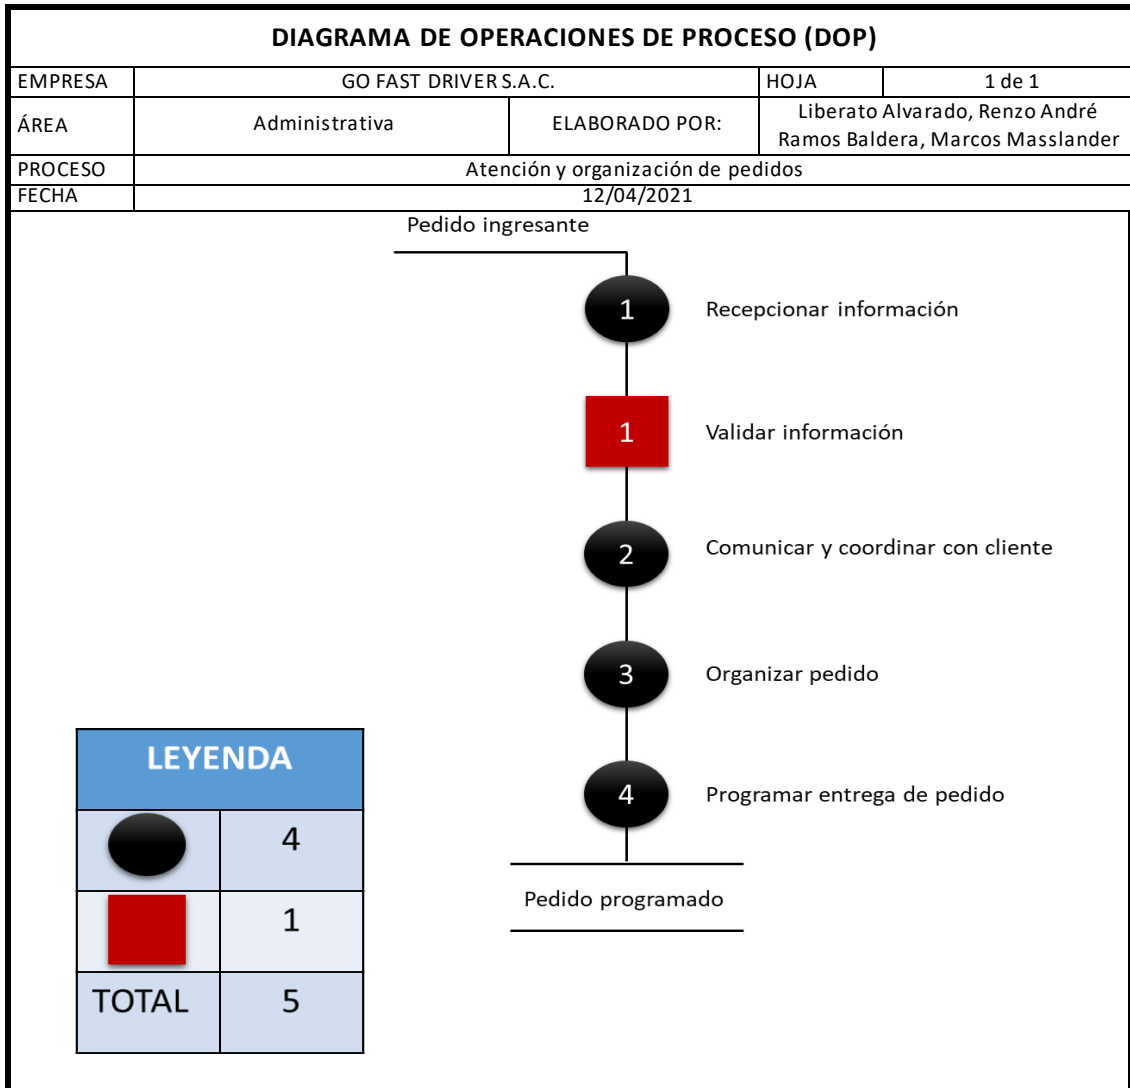 DIAGRAMA DE OPERACIONES DE PROCESO (DOP)
EMPRESA GO FAST DRIVER S.A.C. HOJA 1 de 1
ÁREA Administrativa ELABORADO POR: Liberato Alvarado, Renzo André
Ramos Baldera, Marcos Masslander
PROCESO Atención y organización de pedidos
FECHA 12/04/2021
Pedido ingresante
1 Recepcionar información
1 Validar información
2 Comunicar y coordinar con cliente
3 Organizar pedido
4 Programar entrega de pedido
Pedido programado
LEYENDA
4
1
TOTAL 5